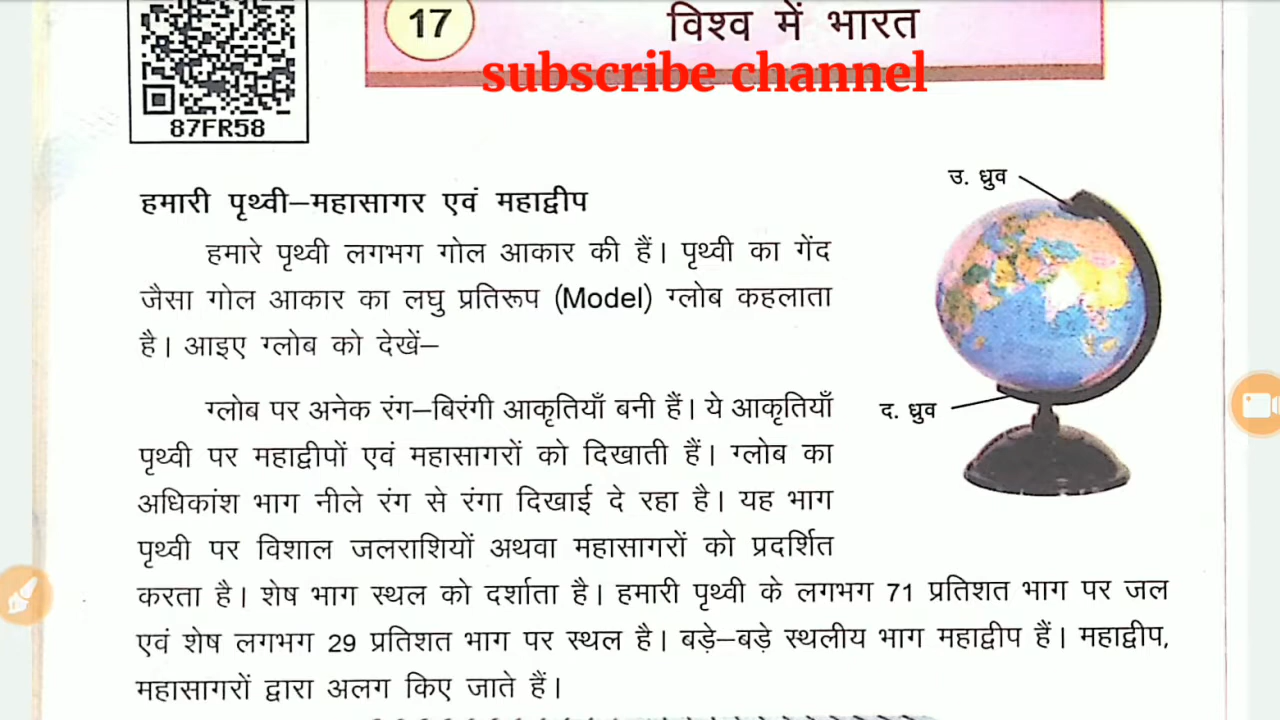 17
विश्व में भारत
subscribe channel
87FR58
हमारी पृथ्वी–महासागर एवं महाद्वीप
उ. ध्रुव
हमारे पृथ्वी लगभग गोल आकार की हैं। पृथ्वी का गेंद
जैसा गोल आकार का लघु प्रतिरूप (Model) ग्लोब कहलाता
है। आइए ग्लोब को देखें–
ग्लोब पर अनेक रंग–बिरंगी आकृतियाँ बनी हैं। ये आकृतियाँ
द. ध्रुव
पृथ्वी पर महाद्वीपों एवं महासागरों को दिखाती हैं। ग्लोब का
अधिकांश भाग नीले रंग से रंगा दिखाई दे रहा है। यह भाग
पृथ्वी पर विशाल जलराशियों अथवा महासागरों को प्रदर्शित
करता है। शेष भाग स्थल को दर्शाता है। हमारी पृथ्वी के लगभग 71 प्रतिशत भाग पर जल
एवं शेष लगभग 29 प्रतिशत भाग पर स्थल है। बड़े–बड़े स्थलीय भाग महाद्वीप हैं। महाद्वीप,
महासागरों द्वारा अलग किए जाते हैं।